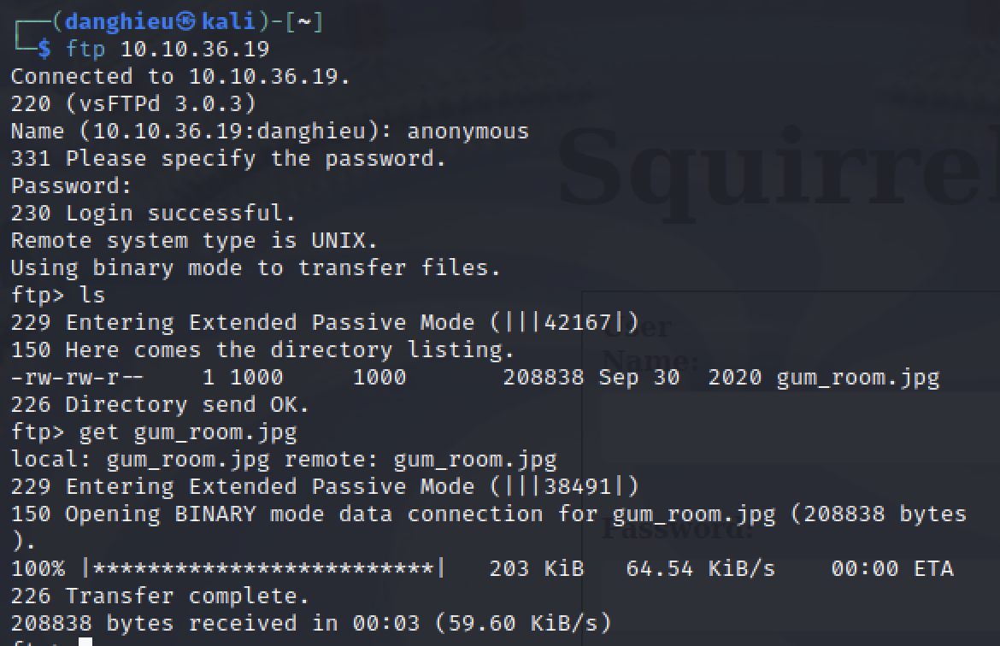 (danghieu㉿kali)-[~]
$ ftp 10.10.36.19
Connected to 10.10.36.19.
220 (vsFTPd 3.0.3)
Name (10.10.36.19:danghieu): anonymous
331 Please specify the password.
Password:
230 Login successful.
Remote system type is UNIX.
Using binary mode to transfer files.
ftp> ls
229 Entering Extended Passive Mode (|||42167|)
150 Here comes the directory listing.
-rw-rw-r--    1 1000     1000       208838 Sep 30  2020 gum_room.jpg
226 Directory send OK.
ftp> get gum_room.jpg
local: gum_room.jpg remote: gum_room.jpg
229 Entering Extended Passive Mode (|||38491|)
150 Opening BINARY mode data connection for gum_room.jpg (208838 bytes
).
100% |*************************|   203 KiB   64.54 KiB/s    00:00 ETA
226 Transfer complete.
208838 bytes received in 00:03 (59.60 KiB/s)
ftp>
Squirrel
User
Name:
Password: